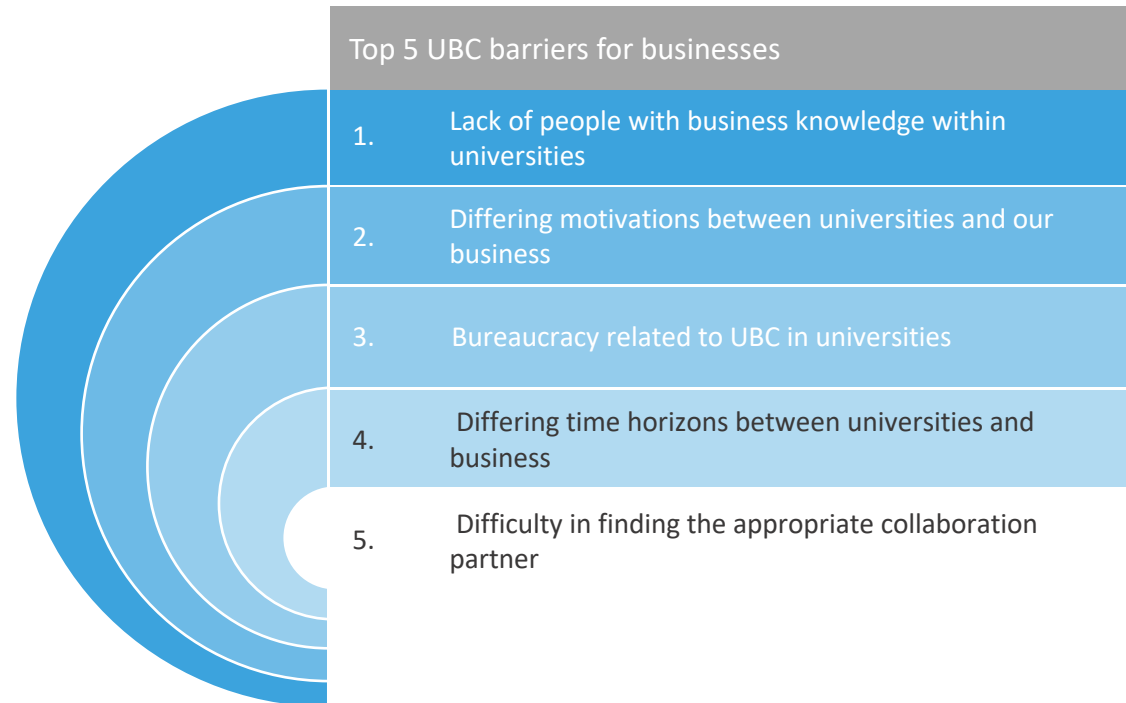 Top 5 UBC barriers for businesses
1.
Lack of people with business knowledge within
universities
2.
Differing motivations between universities and our
business
3.
Bureaucracy related to UBC in universities
4.
Differing time horizons between universities and
business
5.
Difficulty in finding the appropriate collaboration
partner